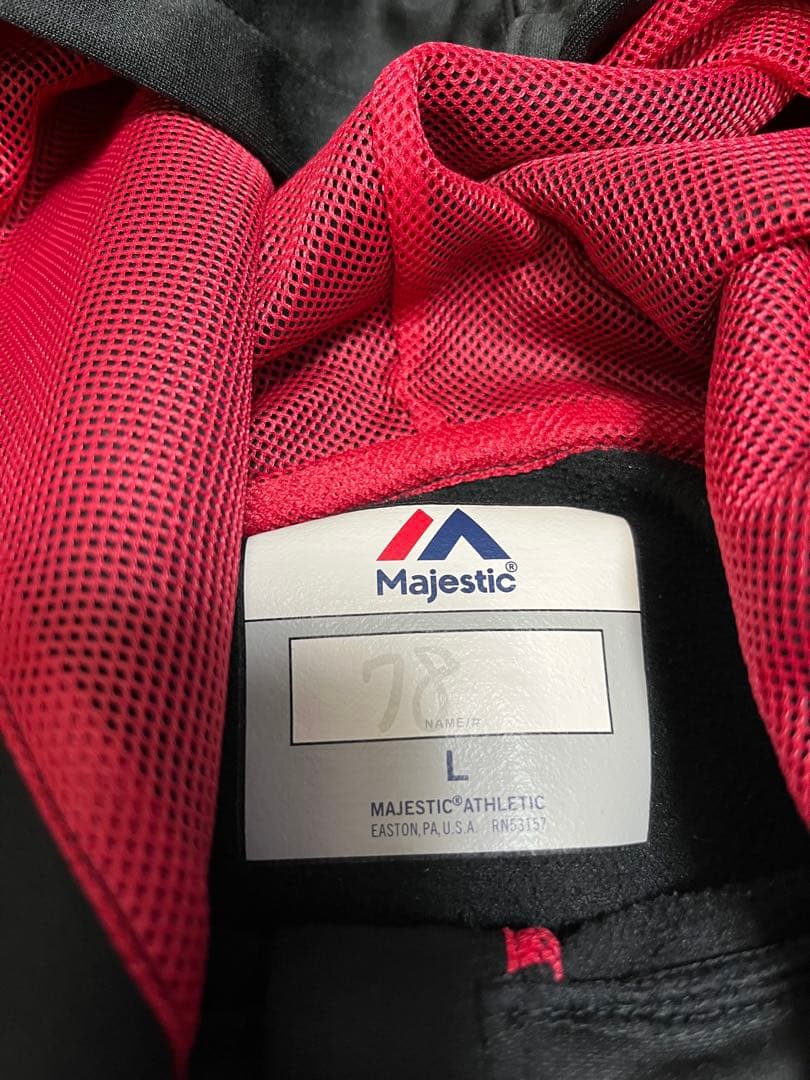 Majestic®
78
NAME/#
L
MAJESTIC® ATHLETIC
EASTON, PA, U.S.A. RN53157